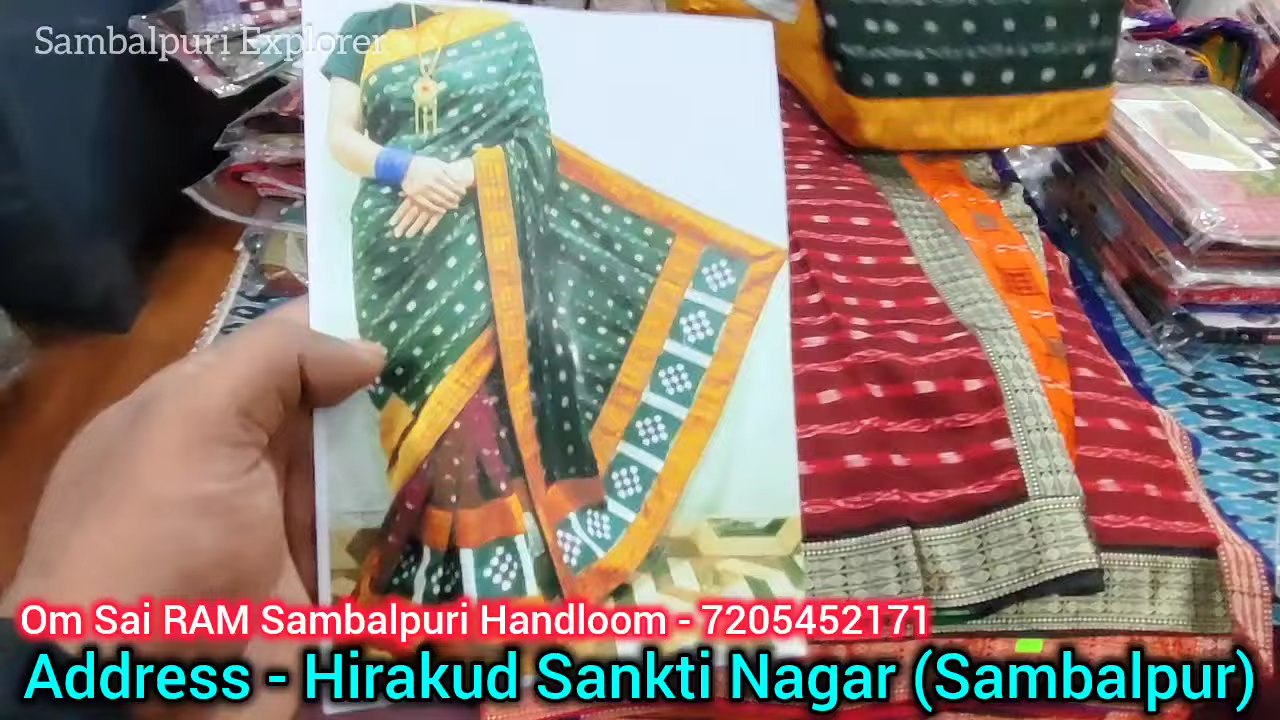 Sambalpuri Explorer
Om Sai RAM Sambalpuri Handloom - 7205452171
Address - Hirakud Sankti Nagar (Sambalpur)